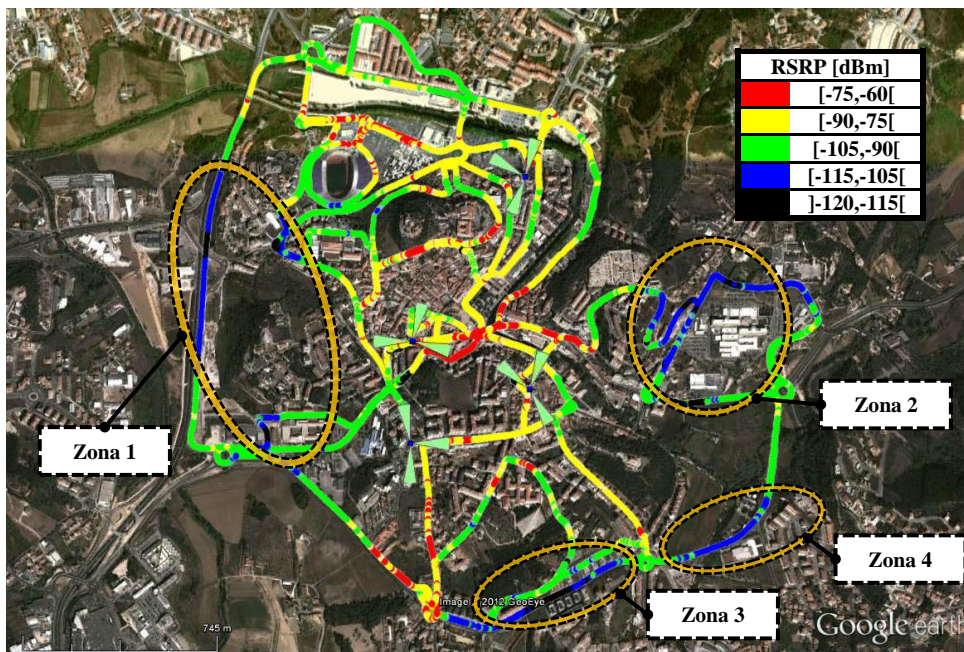 RSRP [dBm]
[-75,-60[
[-90,-75[
[-105,-90[
[-115,-105[
]-120,-115[
Zona 2
Zona 1
Zona 4
Zona 3
Image © 2012 GeoEye
745 m
Google earth